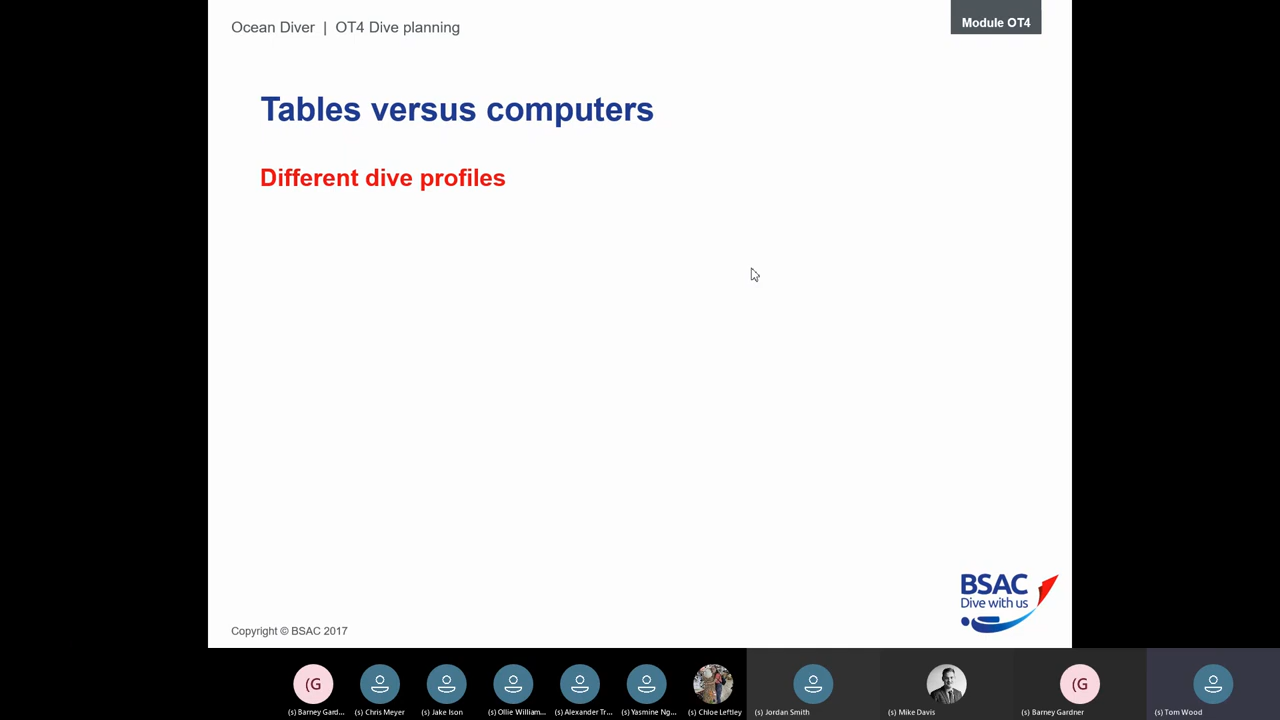 Ocean Diver | OT4 Dive planning
Module OT4
Tables versus computers
Different dive profiles
BSAC
Dive with us
Copyright © BSAC 2017
(G
(G
(s) Barney Gard...
(s) Chris Meyer
(s) Jake Ison
(s) Ollie William...
(s) Alexander Tr...
(s) Yasmine Ng...
(s) Chloe Leftley
(s) Jordan Smith
(s) Mike Davis
(s) Barney Gardner
(s) Tom Wood